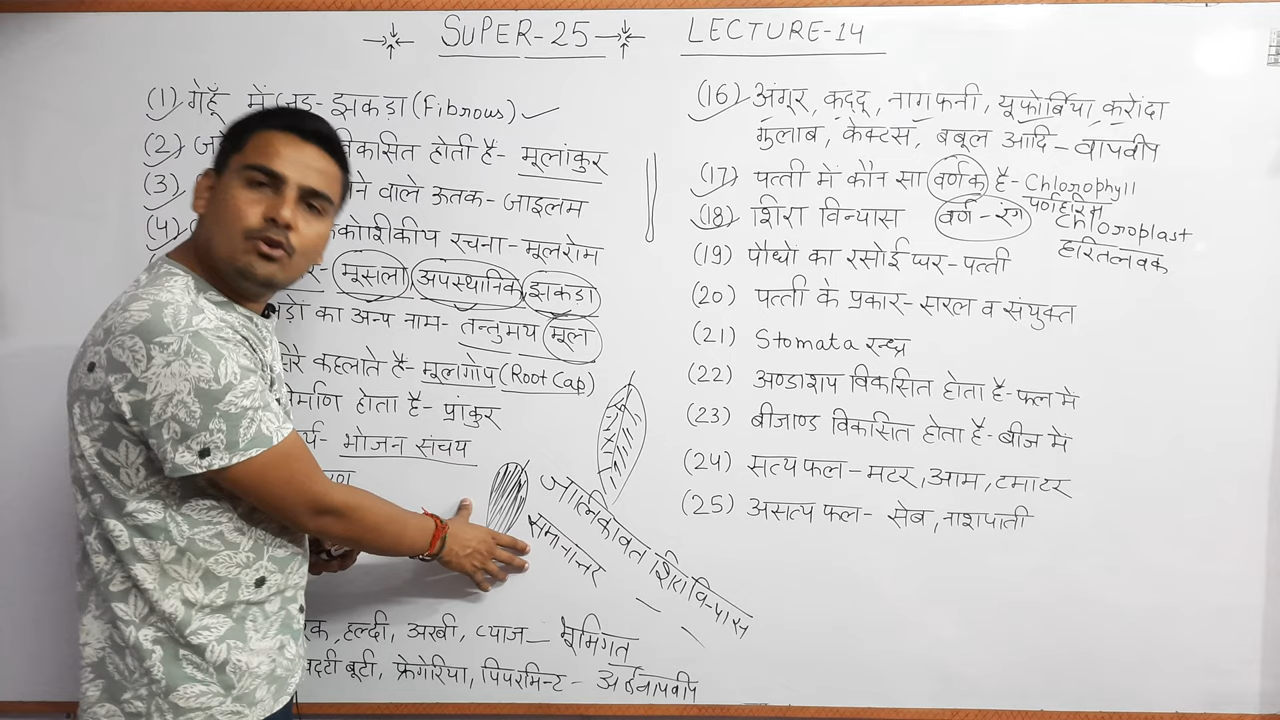 SUPER-25 LECTURE-14
(1) गेहूँ में जड़- झकड़ा (Fibrous)
(2) विकसित होती है- मूलांकुर
(3) वाले ऊतक- जाइलम
(4) रचना- मूलरोम
मूसला अपस्थानिक झकड़ा
का अन्य नाम- तन्तुमय मूल
कहलाते है- मूलगोप (Root Cap)
होता है- प्रांकुर
भोजन संचय
जालिकावत शिरा विन्यास
समानान्तर
हल्दी, अरबी, प्याज- भूमिगत
बूटी, फ्रेगेरिया, पिपरमिन्ट-
(16) अंगूर, कद्दू, नागफनी, यूफोर्बिया, करोंदा
गुलाब, केक्टस, बबूल आदि- वायवीय
(17) पत्ती में कौन सा वर्णक है- Chlorophyll
पर्णहरिम
(18) शिरा विन्यास वर्ण - रंग Chloroplast
हरितलवक
(19) पौधों का रसोई घर- पत्ती
(20) पत्ती के प्रकार- सरल व संयुक्त
(21) Stomata रन्ध्र
(22) अण्डाशय विकसित होता है- फल में
(23) बीजाण्ड विकसित होता है- बीज में
(24) सत्य फल- मटर, आम, टमाटर
(25) असत्य फल- सेब, नाशपाती